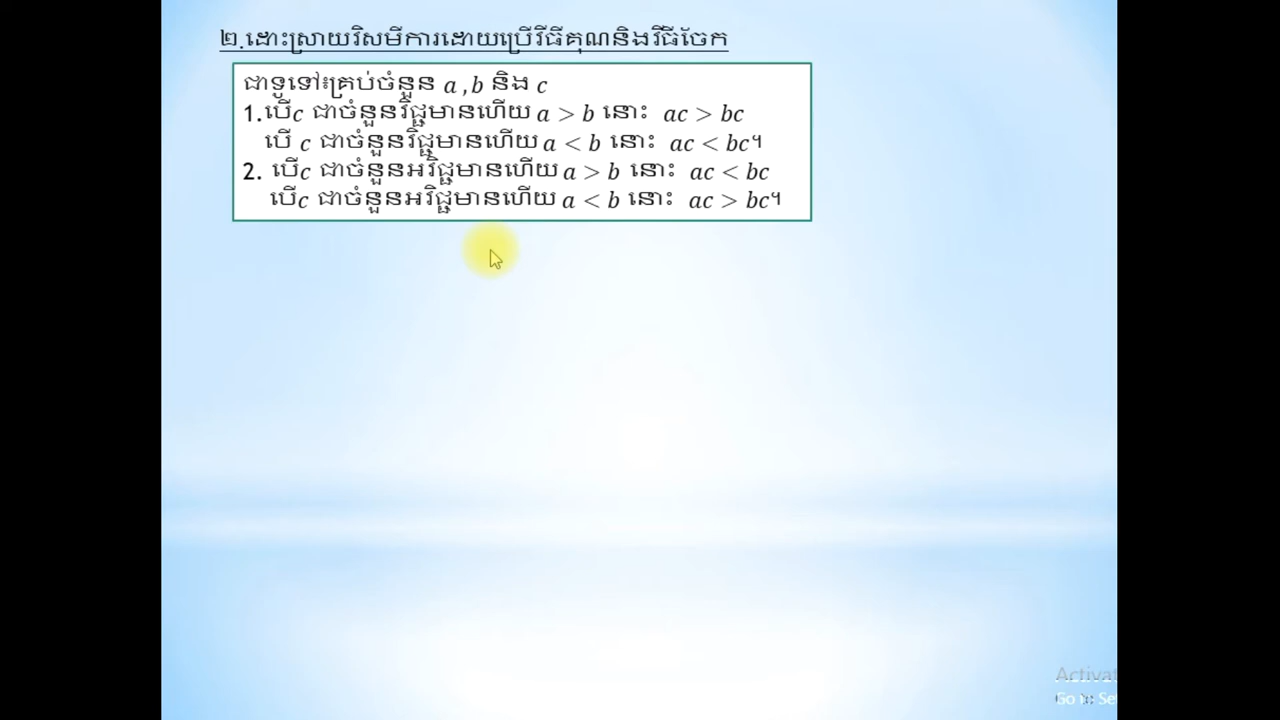 ២.ដោះស្រាយវិសមីការដោយប្រើវិធីគុណនិងវិធីចែក
ជាទូទៅ៖គ្រប់ចំនួន a , b និង c
1.បើc ជាចំនួនវិជ្ជមានហើយ a > b នោះ ac > bc
បើ c ជាចំនួនវិជ្ជមានហើយ a < b នោះ ac < bc។
2. បើc ជាចំនួនអវិជ្ជមានហើយ a > b នោះ ac < bc
បើc ជាចំនួនអវិជ្ជមានហើយ a < b នោះ ac > bc។
Activat
Go to Se